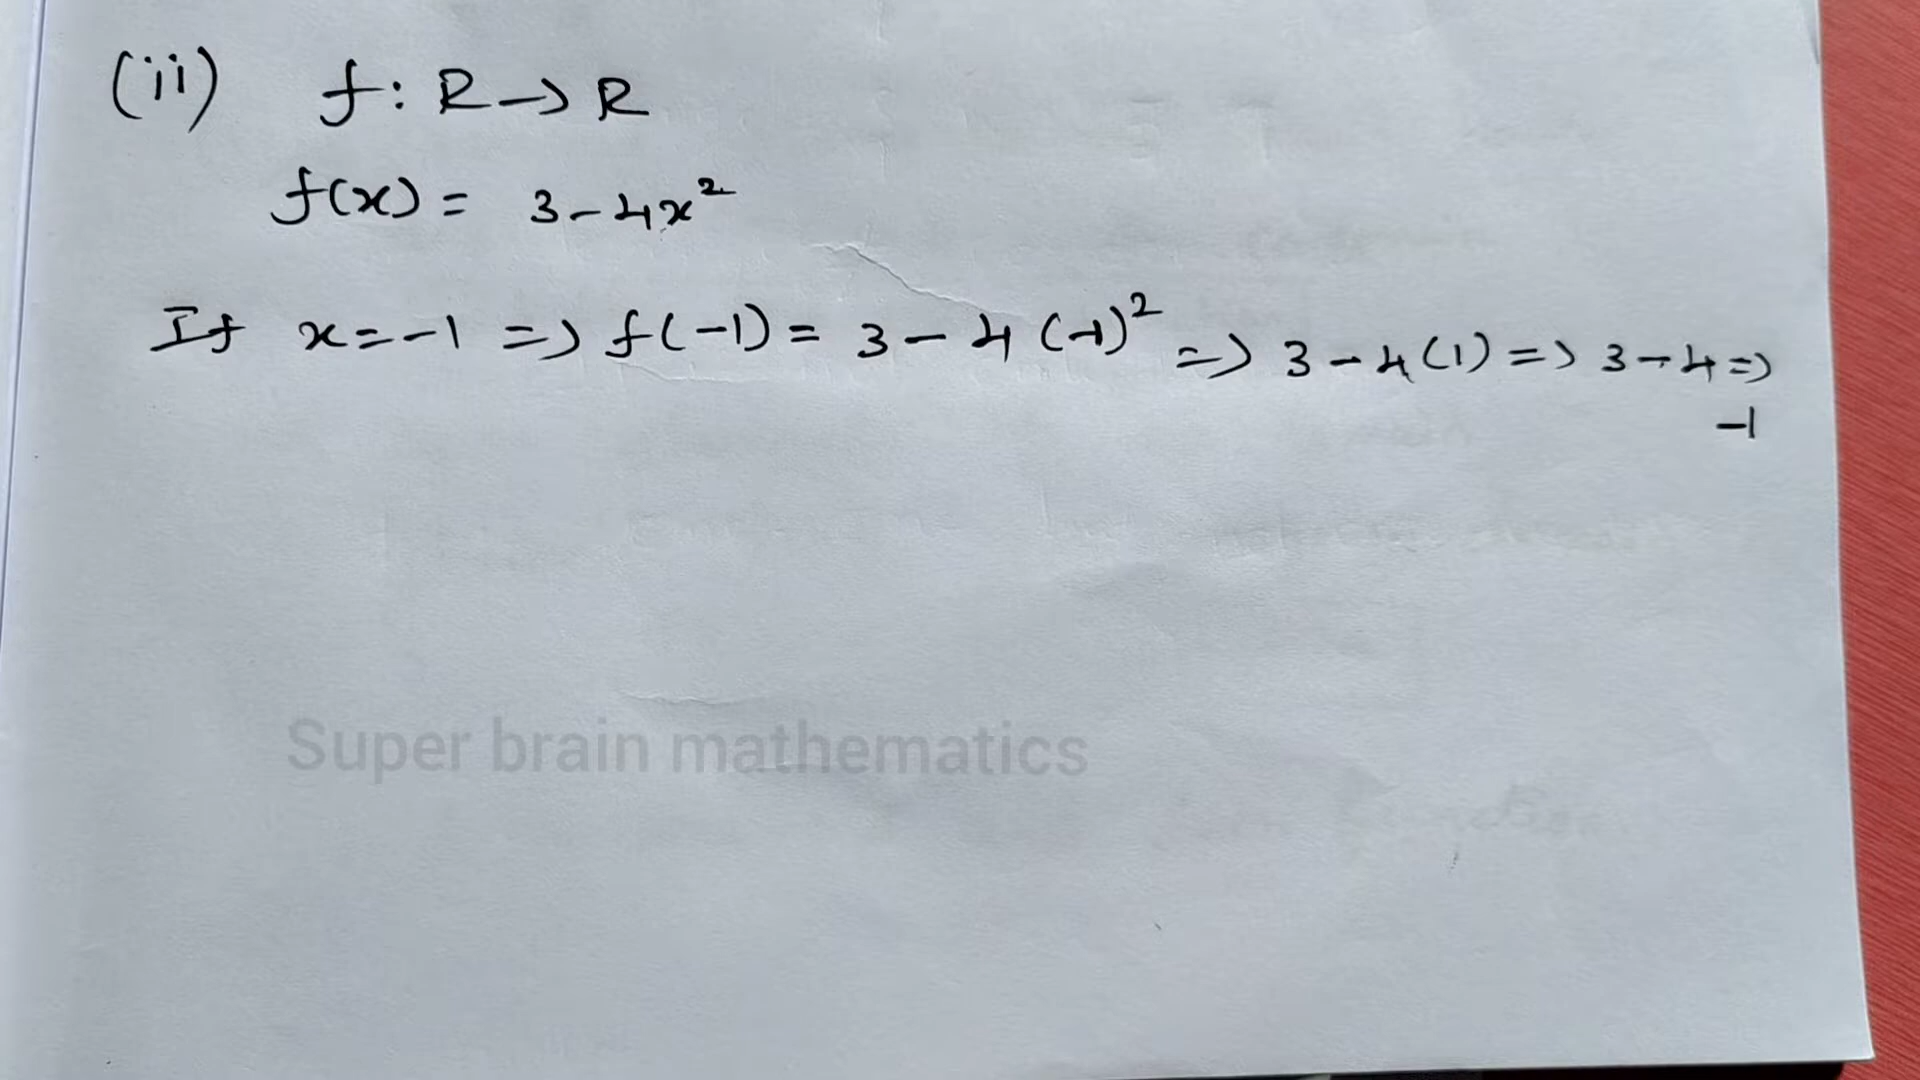 (ii) f: R→R
f(x) = 3-4x²
If x=-1 => f(-1) = 3-4(-1)² => 3-4(1) => 3-4 =>
-1
Super brain mathematics